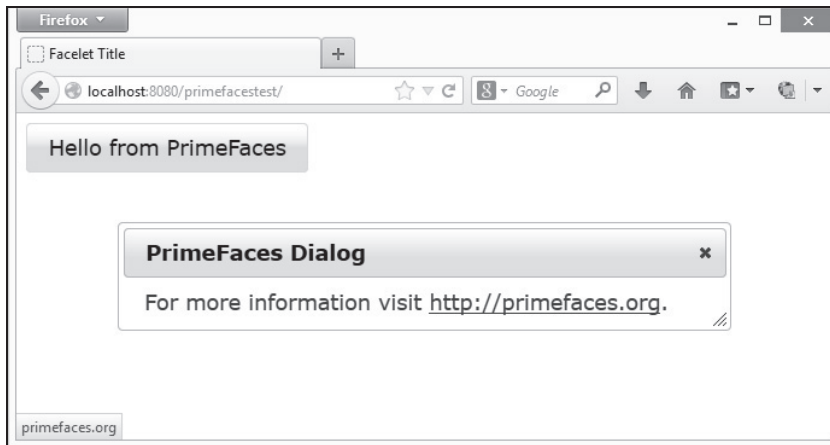 Firefox
Facelet Title
localhost:8080/primefacestest/
Google
Hello from PrimeFaces
PrimeFaces Dialog
For more information visit http://primefaces.org.
primefaces.org